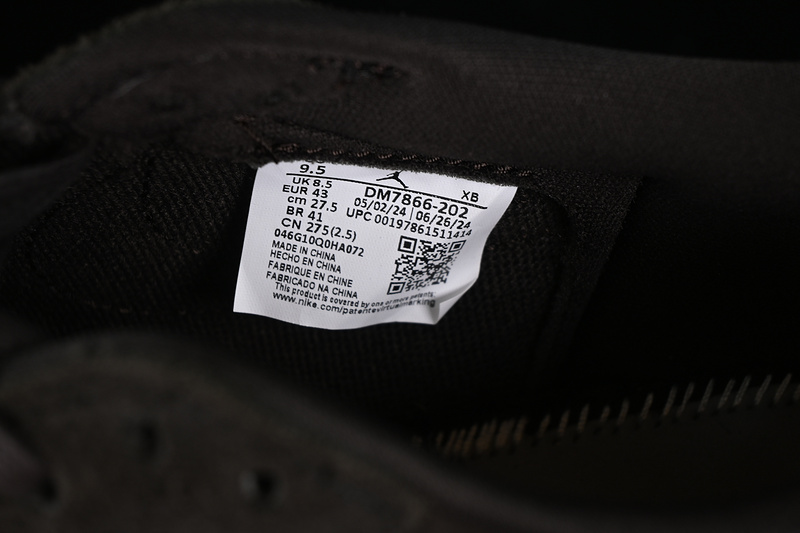 9.5
XB
UK 8.5
EUR 43
cm 27.5
BR 41
CN 275(2.5)
DM7866-202
05/02/24 | 06/26/24
UPC 00197861511414
046G10Q0HA072
MADE IN CHINA
HECHO EN CHINA
FABRIQUE EN CHINE
FABRICADO NA CHINA
This product is covered by one or more patents:
www.nike.com/patentevirtualmarking